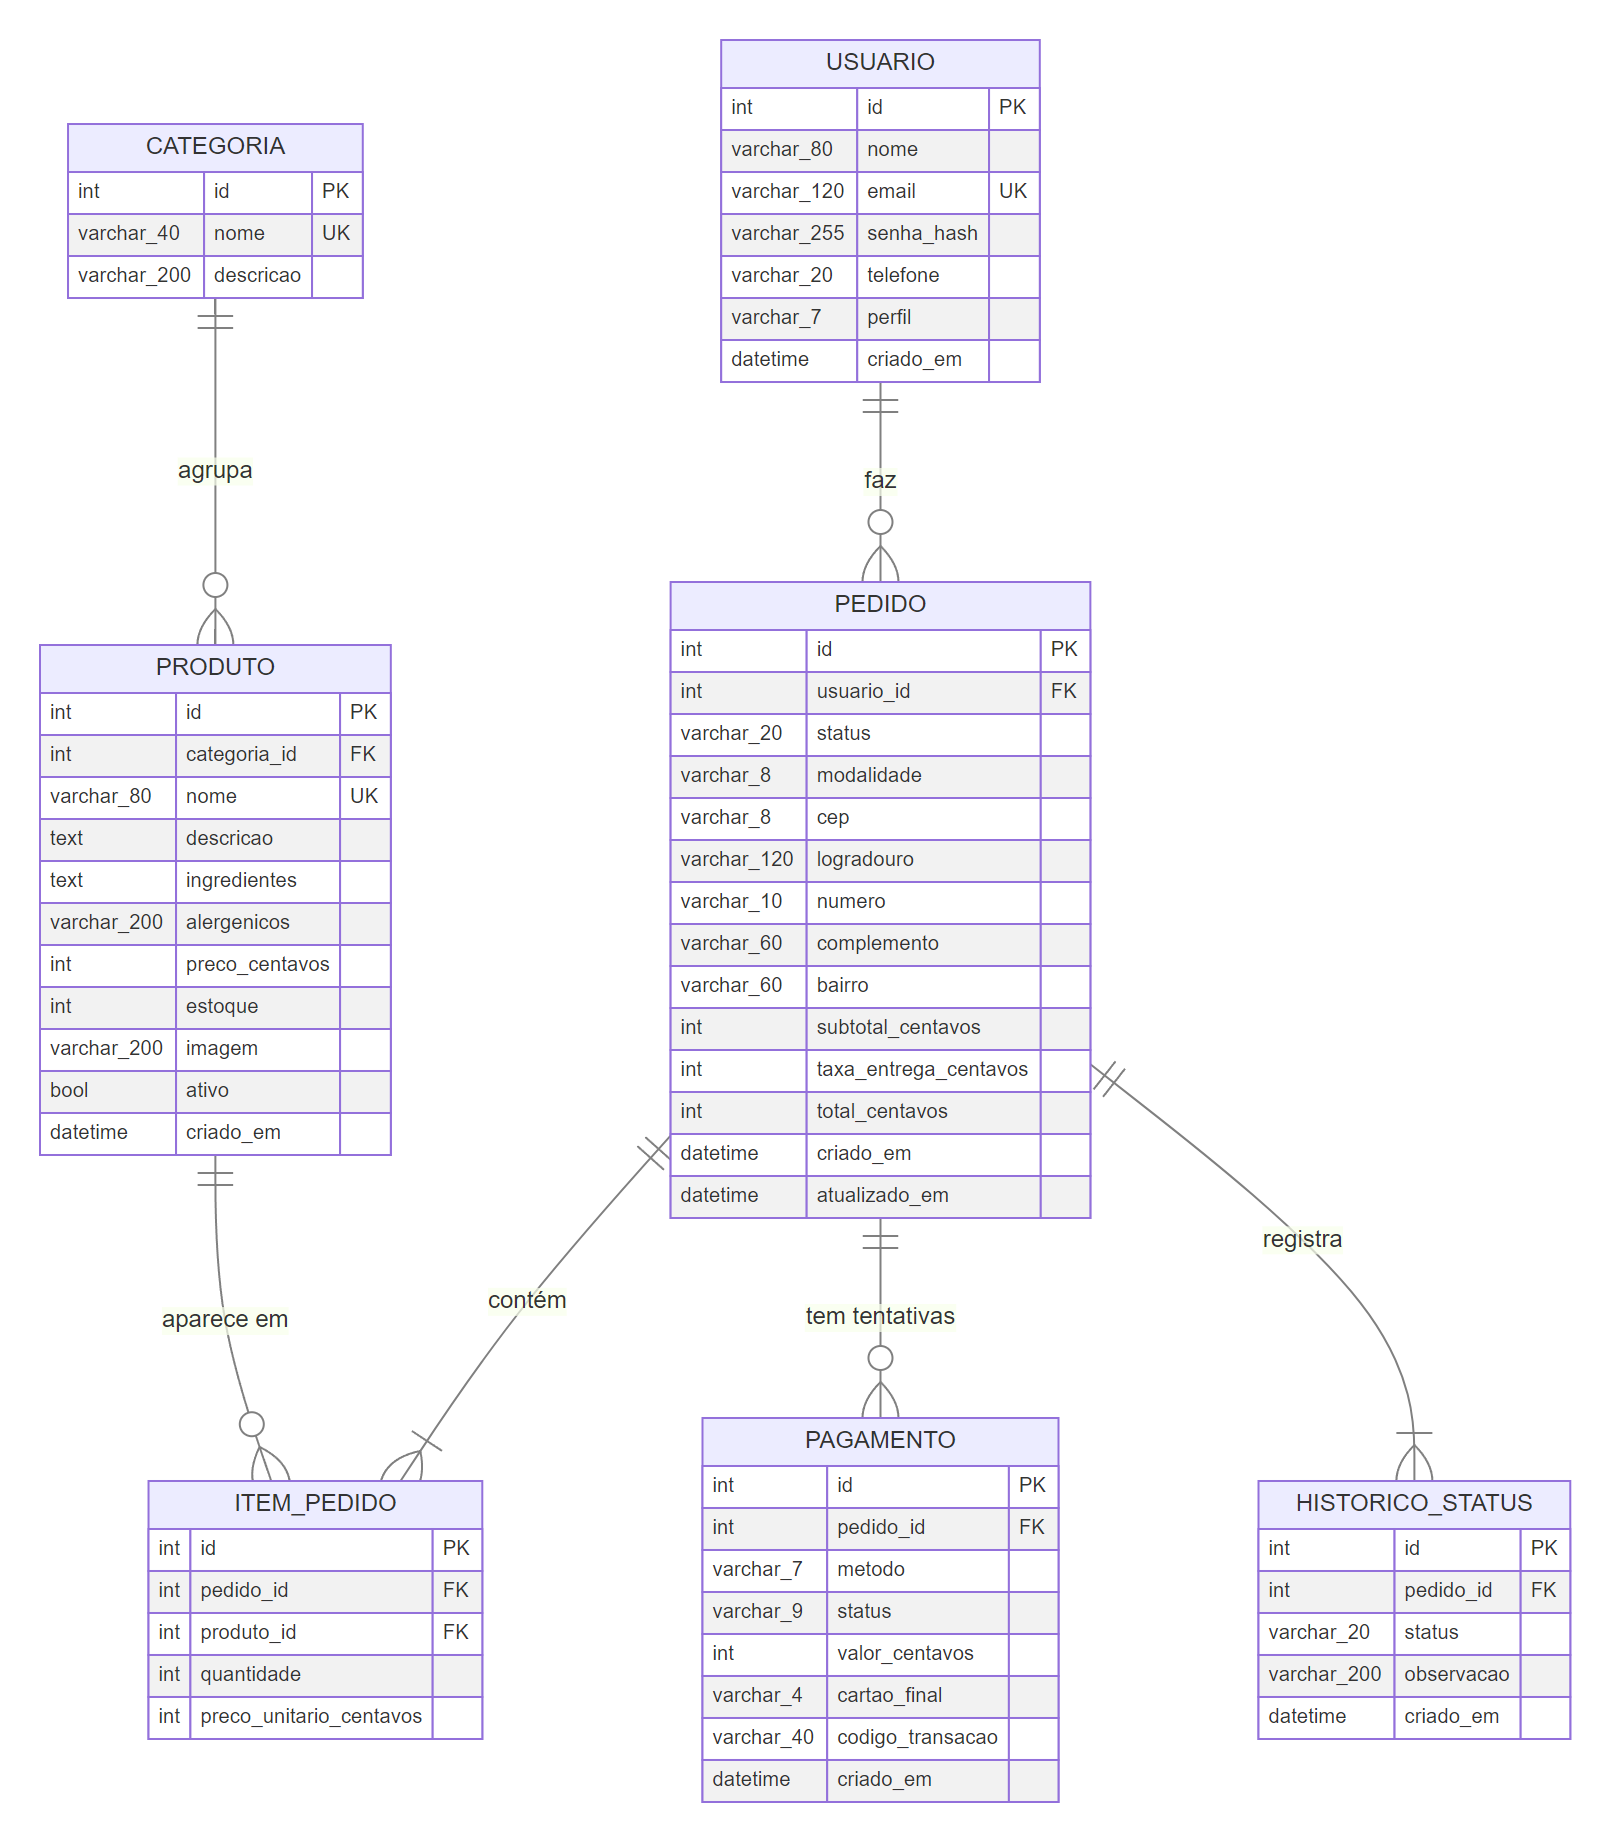 USUARIO
int id PK
varchar_80 nome
varchar_120 email UK
varchar_255 senha_hash
varchar_20 telefone
varchar_7 perfil
datetime criado_em
CATEGORIA
int id PK
varchar_40 nome UK
varchar_200 descricao
agrupa
faz
PRODUTO
int id PK
int categoria_id FK
varchar_80 nome UK
text descricao
text ingredientes
varchar_200 alergenicos
int preco_centavos
int estoque
varchar_200 imagem
bool ativo
datetime criado_em
PEDIDO
int id PK
int usuario_id FK
varchar_20 status
varchar_8 modalidade
varchar_8 cep
varchar_120 logradouro
varchar_10 numero
varchar_60 complemento
varchar_60 bairro
int subtotal_centavos
int taxa_entrega_centavos
int total_centavos
datetime criado_em
datetime atualizado_em
aparece em
contém
tem tentativas
registra
ITEM_PEDIDO
int id PK
int pedido_id FK
int produto_id FK
int quantidade
int preco_unitario_centavos
PAGAMENTO
int id PK
int pedido_id FK
varchar_7 metodo
varchar_9 status
int valor_centavos
varchar_4 cartao_final
varchar_40 codigo_transacao
datetime criado_em
HISTORICO_STATUS
int id PK
int pedido_id FK
varchar_20 status
varchar_200 observacao
datetime criado_em